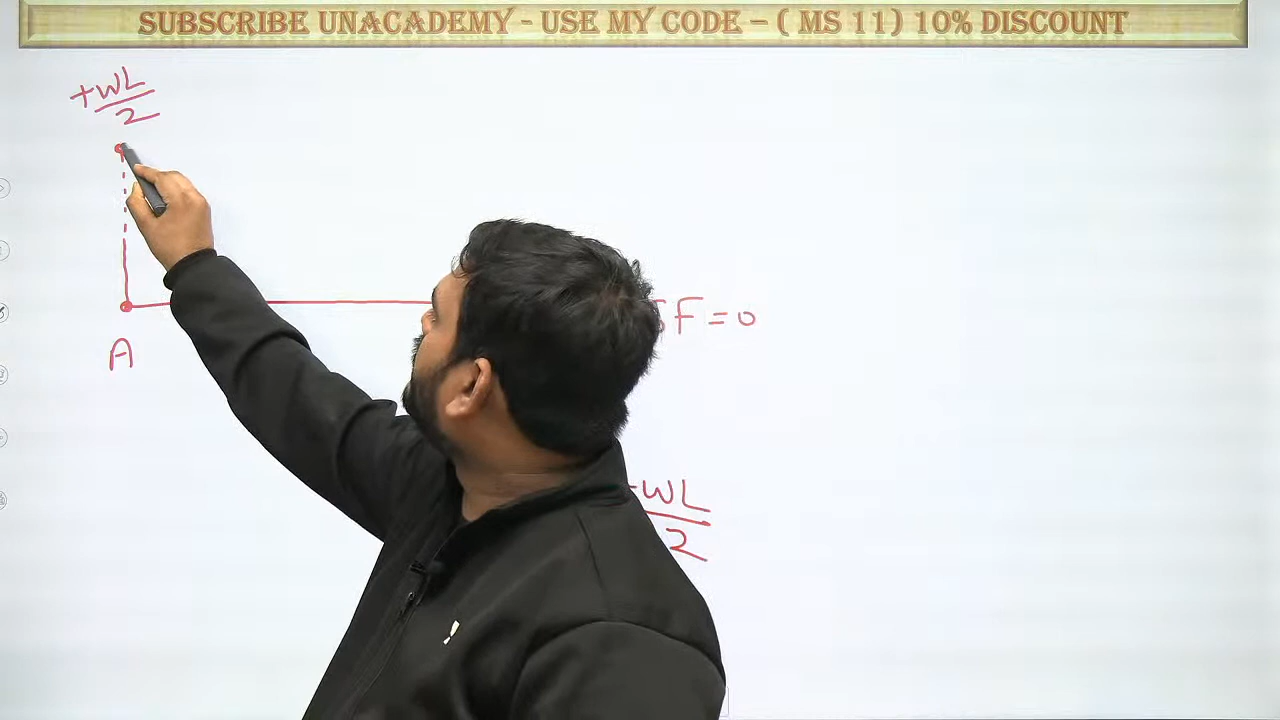 SUBSCRIBE UNACADEMY - USE MY CODE – ( MS 11) 10% DISCOUNT
+WL
2
F = 0
A
-WL
2